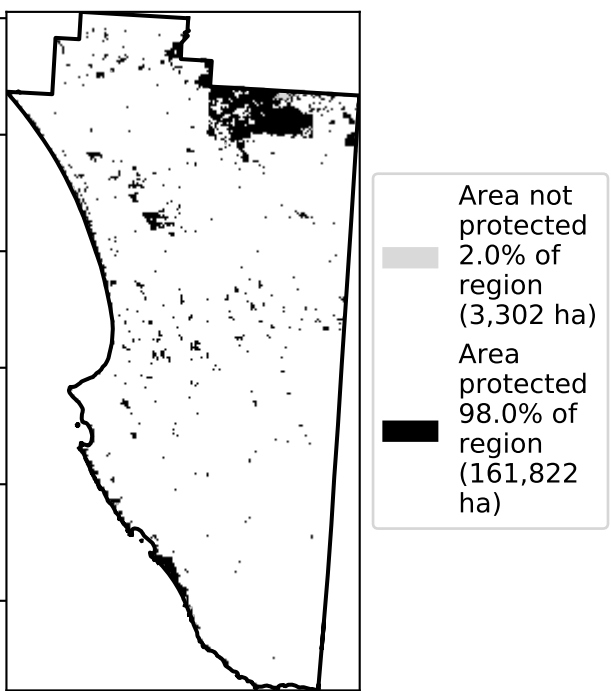 Area not
protected
2.0% of
region
(3,302 ha)
Area
protected
98.0% of
region
(161,822
ha)